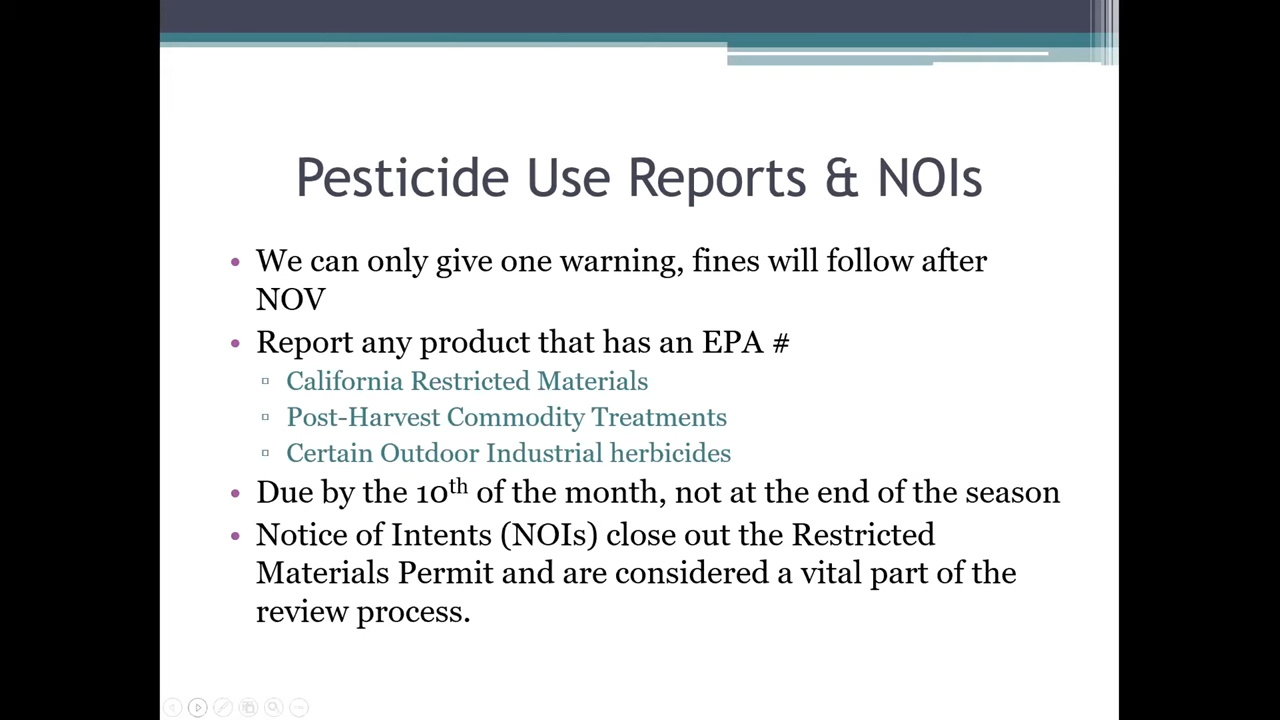 Pesticide Use Reports & NOIs
• We can only give one warning, fines will follow after
NOV
• Report any product that has an EPA #
▫ California Restricted Materials
▫ Post-Harvest Commodity Treatments
▫ Certain Outdoor Industrial herbicides
• Due by the 10th of the month, not at the end of the season
• Notice of Intents (NOIs) close out the Restricted
Materials Permit and are considered a vital part of the
review process.